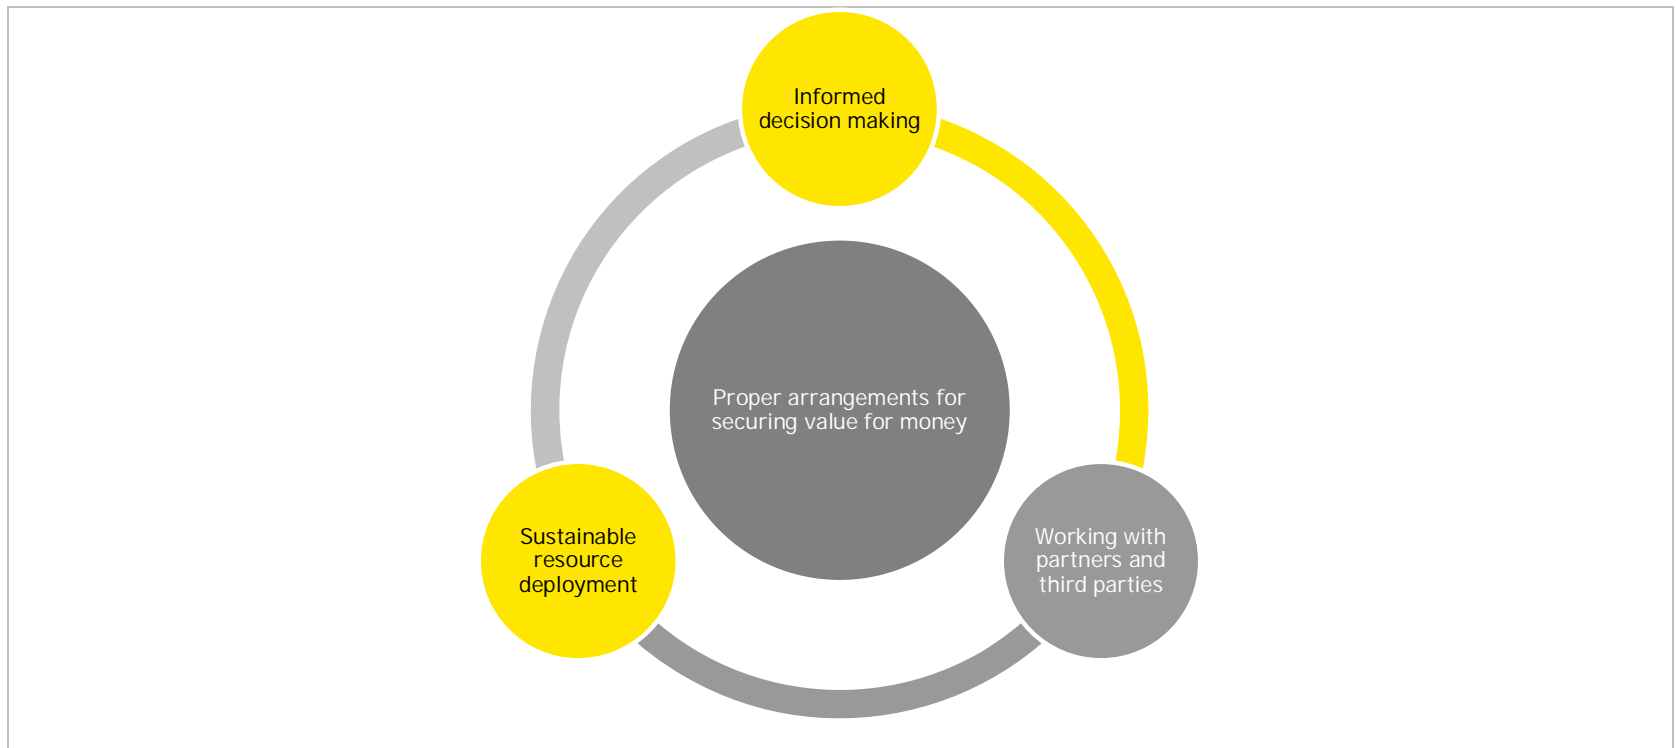 Informed
decision making
Proper arrangements for
securing value for money
Sustainable
resource
deployment
Working with
partners and
third parties